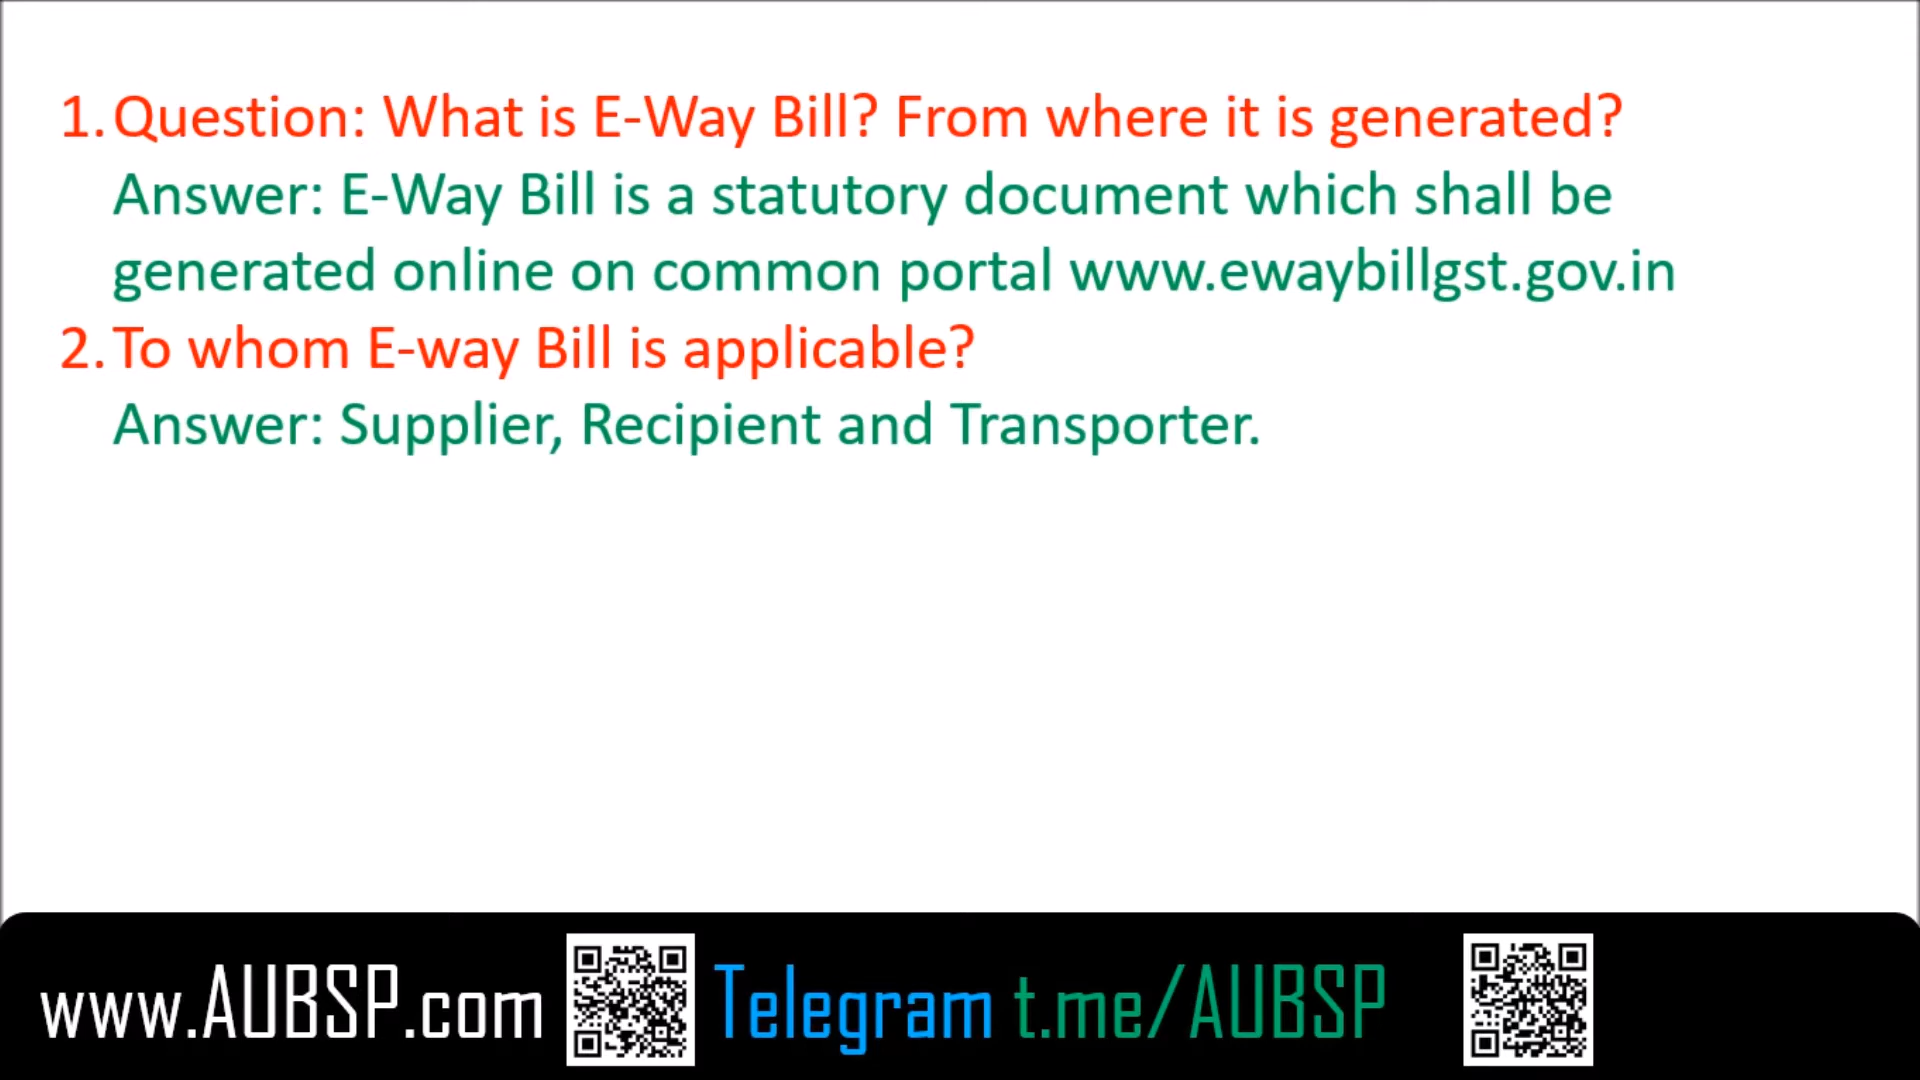 1. Question: What is E-Way Bill? From where it is generated?
Answer: E-Way Bill is a statutory document which shall be
generated online on common portal www.ewaybillgst.gov.in
2. To whom E-way Bill is applicable?
Answer: Supplier, Recipient and Transporter.
www.AUBSP.com Telegram t.me/AUBSP